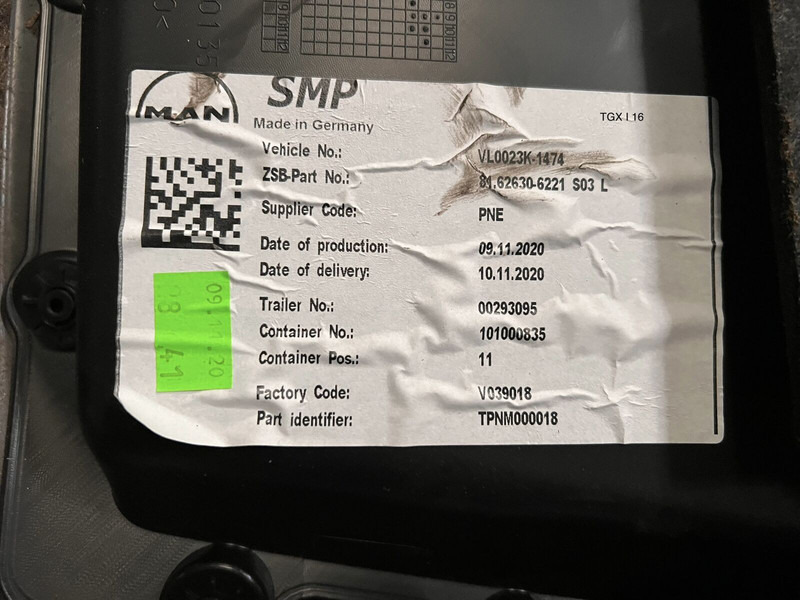 MAN
SMP
Made in Germany
TGX L16
Vehicle No.: VL0023K-1474
ZSB-Part No.: 81.62630-6221 S03 L
Supplier Code: PNE
Date of production: 09.11.2020
Date of delivery: 10.11.2020
Trailer No.: 00293095
Container No.: 101000835
Container Pos.: 11
Factory Code: V039018
Part identifier: TPNM000018
09.11.20